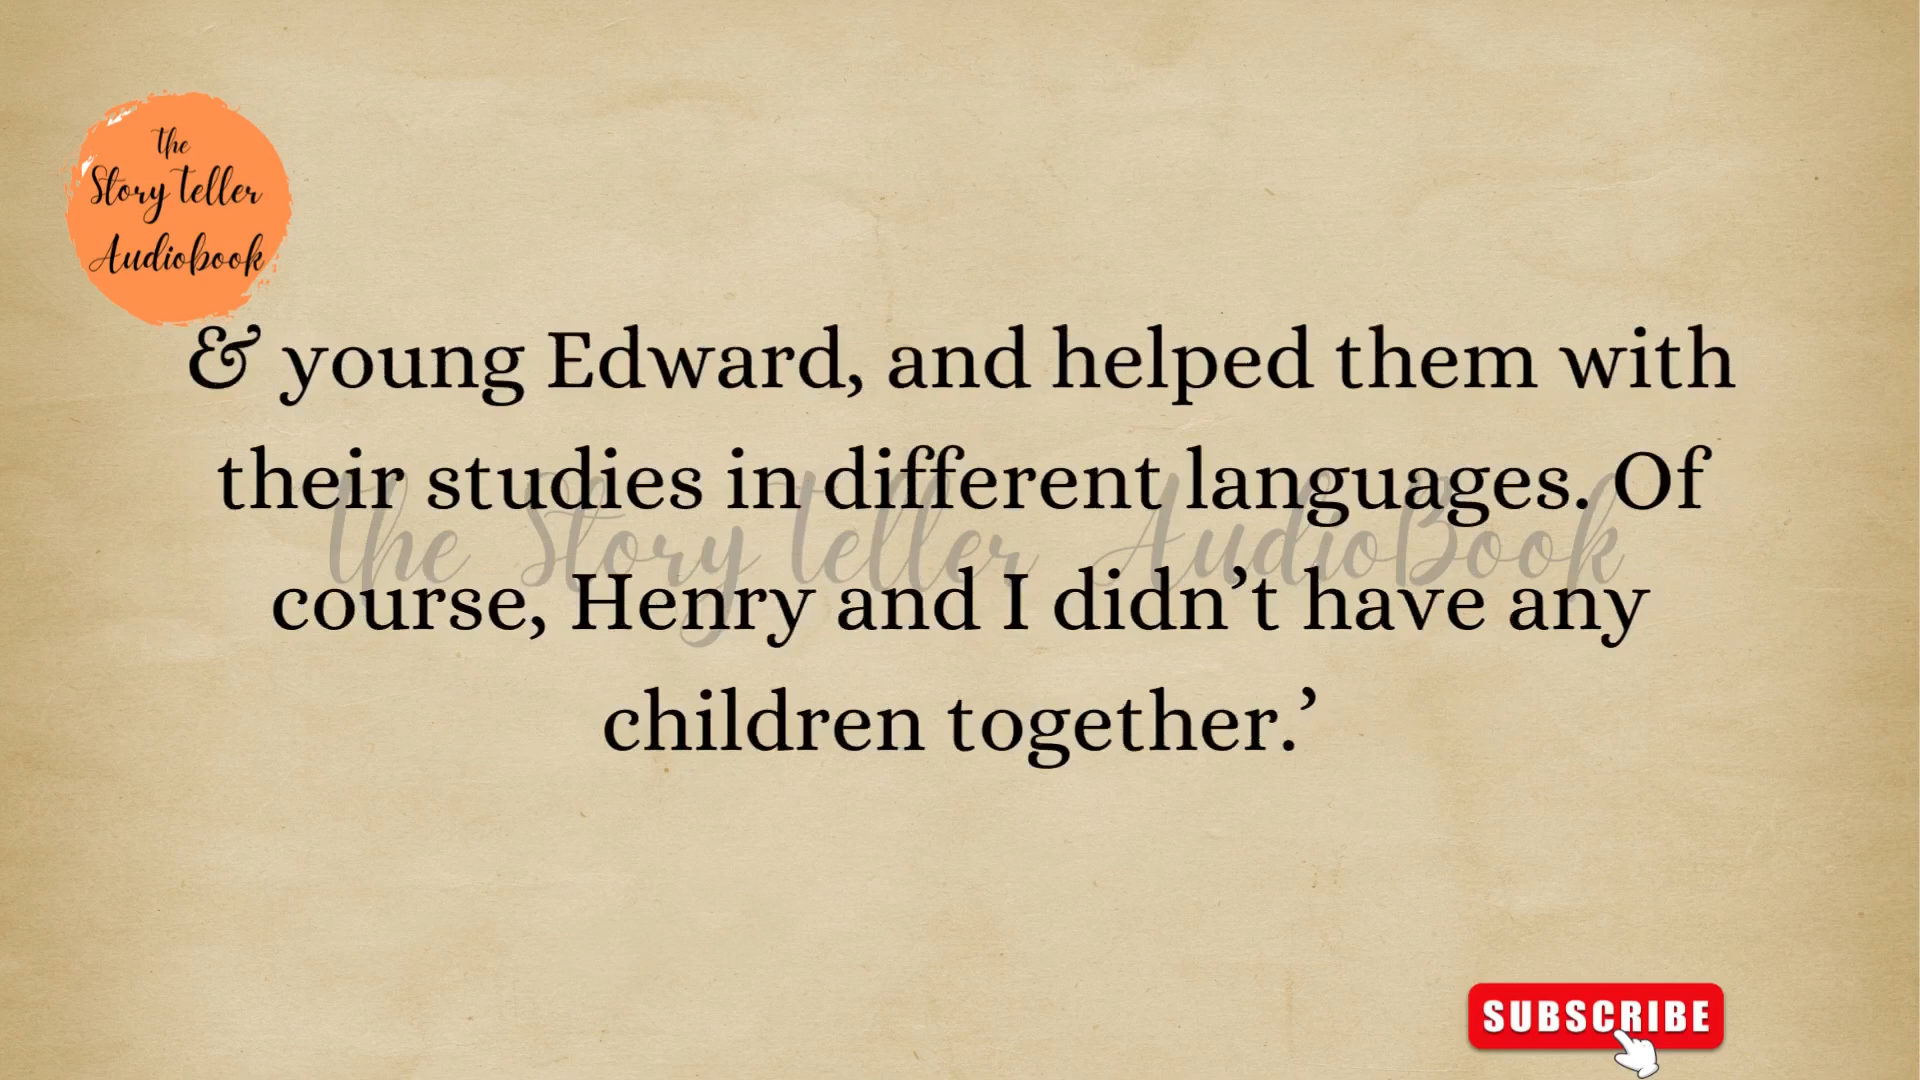 the
Story teller
Audiobook
& young Edward, and helped them with
their studies in different languages. Of
the Story teller AudioBook
course, Henry and I didn’t have any
children together.’
SUBSCRIBE